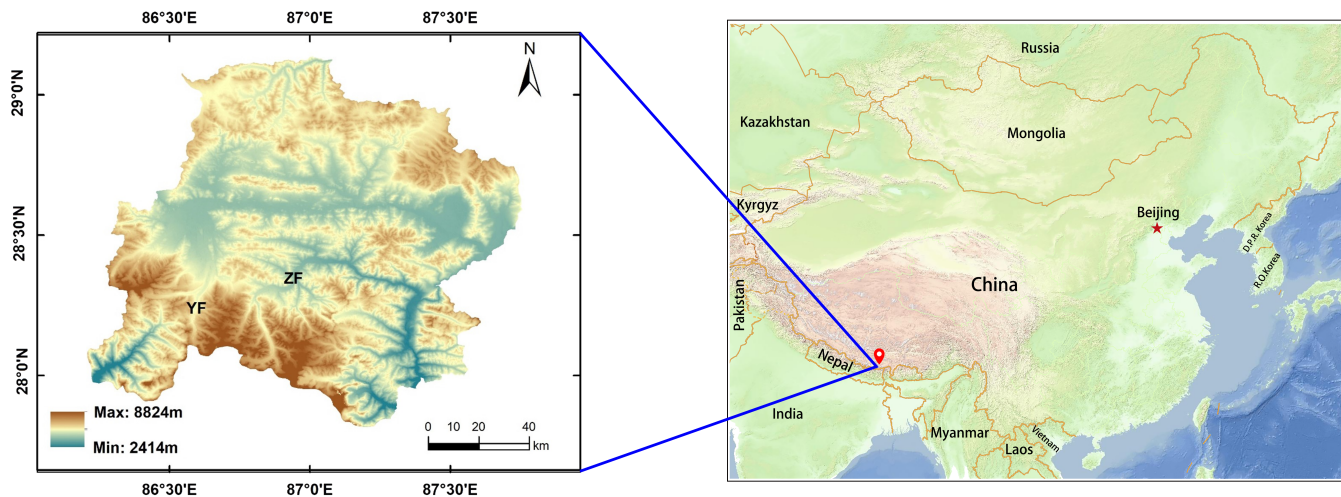 86°30'E 87°0'E 87°30'E
29°0'N
28°30'N
28°0'N
N
ZF
YF
Max: 8824m
Min: 2414m
0 10 20 40
km
86°30'E 87°0'E 87°30'E
Russia
Kazakhstan
Mongolia
Kyrgyz
Beijing
D.P.R. Korea
R.O.Korea
China
Pakistan
Nepal
India
Myanmar
Vietnam
Laos